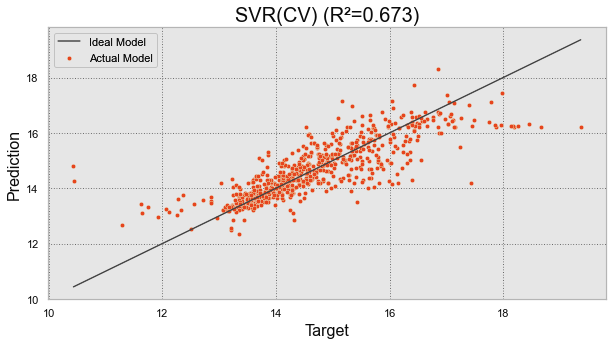 SVR(CV) (R²=0.673)
Ideal Model
Actual Model
Prediction
18
16
14
12
10
10
12
14
16
18
Target